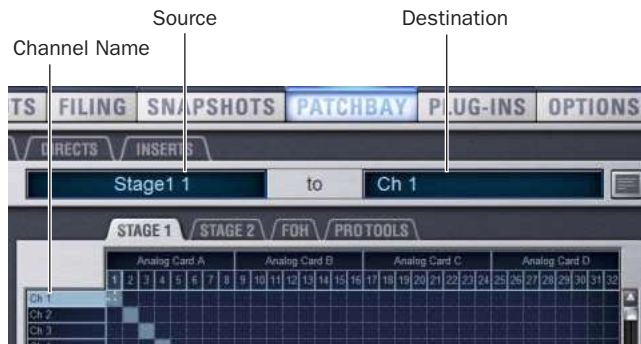 Source
Destination
Channel Name
TS FILING SNAPSHOTS PATCHBAY PLUG-INS OPTIONS
DIRECTS INSERTS
Stage1 1 to Ch 1
STAGE 1 STAGE 2 FOH PRO TOOLS
Analog Card A Analog Card B Analog Card C Analog Card D
1 2 3 4 5 6 7 8 9 10 11 12 13 14 15 16 17 18 19 20 21 22 23 24 25 26 27 28 29 30 31 32
Ch 1
Ch 2
Ch 3